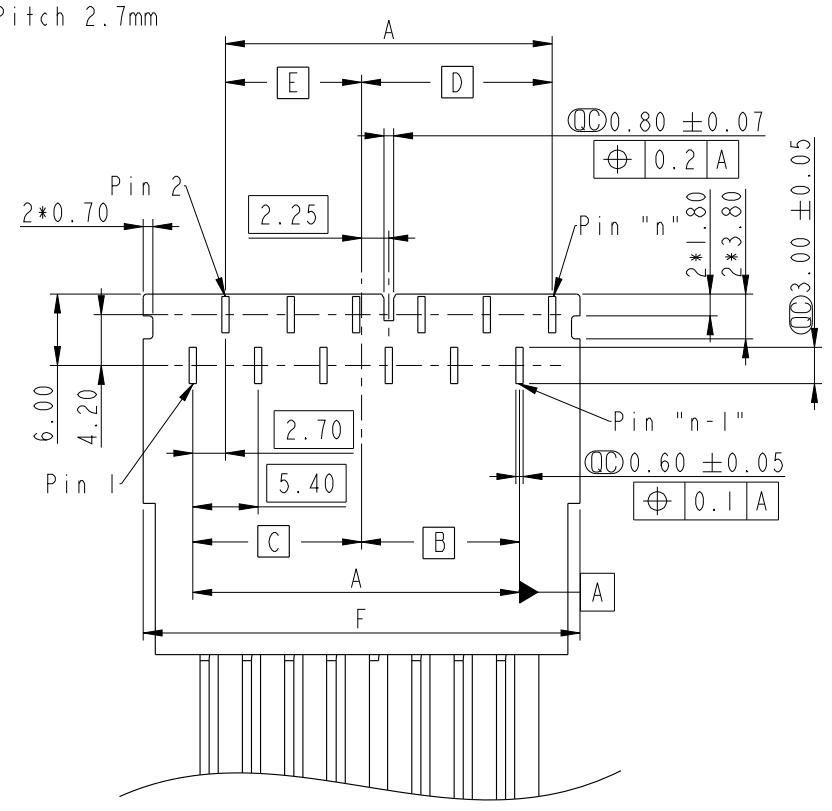 Pitch 2.7mm
A
E
D
QC 0.80 ±0.07
⌖ 0.2 A
Pin 2
2*0.70
2.25
Pin "n"
2*1.80
2*3.80
QC 3.00 ±0.05
6.00
4.20
2.70
Pin "n-1"
5.40
QC 0.60 ±0.05
Pin 1
⌖ 0.1 A
C
B
A
A
F